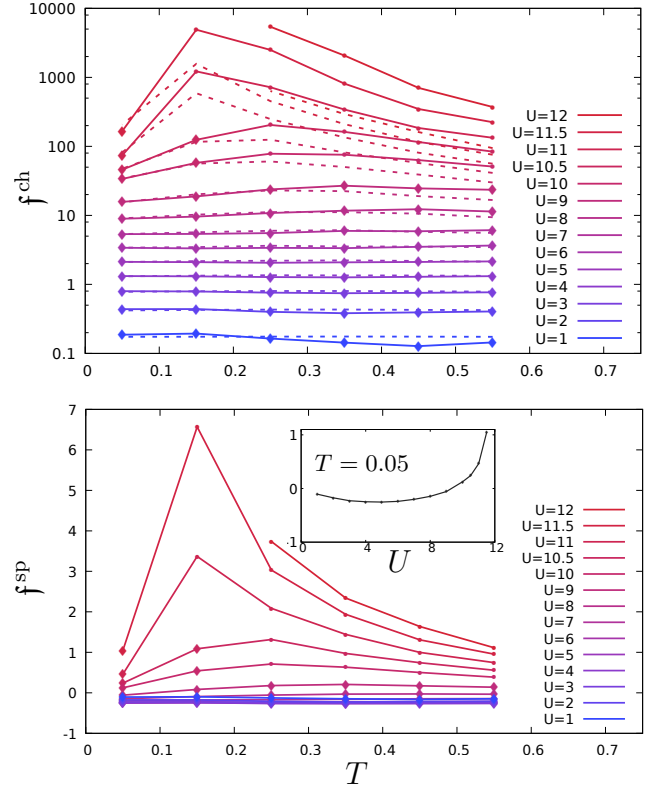 10000
1000
100
10
1
0.1
𝔣^ch
U=12
U=11.5
U=11
U=10.5
U=10
U=9
U=8
U=7
U=6
U=5
U=4
U=3
U=2
U=1
0 0.1 0.2 0.3 0.4 0.5 0.6 0.7
7
6
5
4
3
2
1
0
-1
𝔣^sp
1
0
-1
T = 0.05
0 4 8 12
U
U=12
U=11.5
U=11
U=10.5
U=10
U=9
U=8
U=7
U=6
U=5
U=4
U=3
U=2
U=1
0 0.1 0.2 0.3 0.4 0.5 0.6 0.7
T